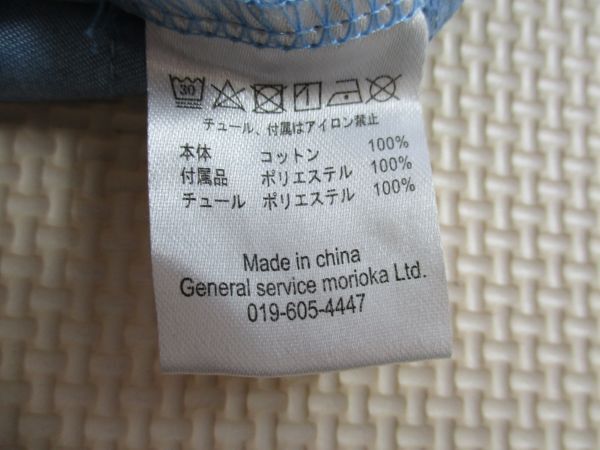 30
チュール、付属はアイロン禁止
本体 コットン 100%
付属品 ポリエステル 100%
チュール ポリエステル 100%
Made in china
General service morioka Ltd.
019-605-4447